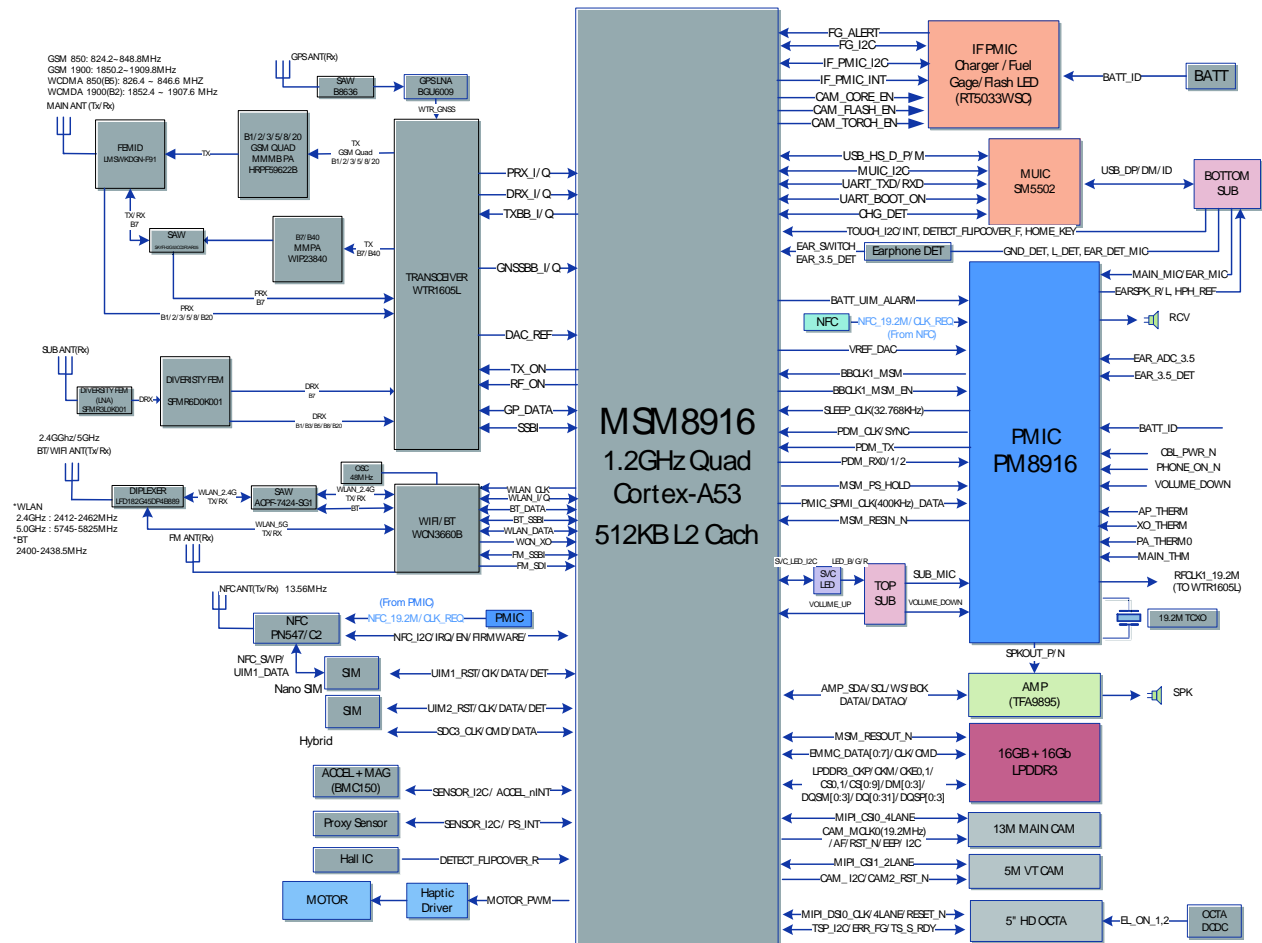 GSM 850: 824.2~848.8MHz
GSM 1900: 1850.2~1909.8MHz
WCDMA 850(B5): 826.4 ~ 846.6 MHZ
WCMDA 1900(B2): 1852.4 ~ 1907.6 MHZ
MAIN ANT (Tx/Rx)
GPS ANT(Rx)
SAW
B8636
GPS LNA
BGU6009
WTR_GNSS
FEMID
LMSWKDGN-F91
TX
B1/2/3/5/8/20
GSM QUAD
MMMB PA
HRPF59622B
TX
GSM Quad
B1/2/3/5/8/20
TX/RX
B7
SAW
B7/B40
MMPA
WIP23840
TX
B7/B40
PRX
B7
PRX
B1/2/3/5/8/B20
TRANSCEIVER
WTR1605L
SUB ANT(Rx)
DIVERSITY FEM
(LNA)
SFMR3L0K001
DRX
DIVERISTY FEM
SFMR6D0K001
DRX
B7
DRX
B1/B3/B5/B8/B20
PRX_I/Q
DRX_I/Q
TXBB_I/Q
GNSSBB_I/Q
DAC_REF
TX_ON
RF_ON
GP_DATA
SSBI
2.4GGhz/5GHz
BT/WIFI ANT(Tx/Rx)
DIPLEXER
LFD182G45DP4B889
WLAN_2.4G
TX/RX
SAW
ACPF-7424-SG1
WLAN_2.4G
TX/RX
BT
WLAN_5G
TX/RX
OSC
48MHz
WIFI/BT
WCN3660B
*WLAN
2.4GHz : 2412-2462MHz
5.0GHz : 5745-5825MHz
*BT
2400-2438.5MHz
FM ANT(Rx)
WLAN_CLK
WLAN_I/Q
BT_DATA
BT_SSBI
WLAN_DATA
WCN_XO
FM_SSBI
FM_SDI
NFC ANT(Tx/Rx) 13.56MHz
NFC
PN547/C2
(From PMIC)
NFC_19.2M/CLK_REQ
PMIC
NFC_I2C/IRQ/EN/FIRMWARE/
NFC_SWP/
UIM1_DATA
Nano SIM
SIM
UIM1_RST/CLK/DATA/DET
SIM
Hybrid
UIM2_RST/CLK/DATA/DET
SDC3_CLK/CMD/DATA
ACCEL + MAG
(BMC150)
SENSOR_I2C/ ACCEL_nINT
Proxy Sensor
SENSOR_I2C/ PS_INT
Hall IC
DETECT_FLIPCOVER_R
MOTOR
Haptic
Driver
MOTOR_PWM
MSM8916
1.2GHz Quad
Cortex-A53
512KB L2 Cach
FG_ALERT
FG_I2C
IF_PMIC_I2C
IF_PMIC_INT
CAM_CORE_EN
CAM_FLASH_EN
CAM_TORCH_EN
IF PMIC
Charger / Fuel
Gage/ Flash LED
(RT5033WSC)
BATT_ID
BATT
USB_HS_D_P/M
MUIC_I2C
UART_TXD/RXD
UART_BOOT_ON
CHG_DET
MUIC
SM5502
USB_DP/DM/ID
BOTTOM
SUB
TOUCH_I2C/INT, DETECT_FLIPCOVER_F, HOME_KEY
EAR_SWITCH
EAR_3.5_DET
Earphone DET
GND_DET, L_DET, EAR_DET_MIC
MAIN_MIC/EAR_MIC
EARSPK_R/L, HPH_REF
BATT_UIM_ALARM
NFC
NFC_19.2M/CLK_REQ
(From NFC)
VREF_DAC
BBCLK1_MSM
BBCLK1_MSM_EN
SLEEP_CLK(32.768KHz)
PDM_CLK/SYNC
PDM_TX
PDM_RX0/1/2
MSM_PS_HOLD
PMIC_SPMI_CLK(400KHz)_DATA
MSM_RESIN_N
PMIC
PM8916
RCV
EAR_ADC_3.5
EAR_3.5_DET
BATT_ID
CBL_PWR_N
PHONE_ON_N
VOLUME_DOWN
AP_THERM
XO_THERM
PA_THERM0
MAIN_THM
RFCLK1_19.2M
(TO WTR1605L)
19.2M TCXO
SVC_LED_I2C
SVC
LED
LED_B/G/R
TOP
SUB
SUB_MIC
VOLUME_UP
VOLUME_DOWN
SPKOUT_P/N
AMP_SDA/SCL/WS/BCK
DATAI/DATAO/
AMP
(TFA9895)
SPK
MSM_RESOUT_N
EMMC_DATA[0:7]/CLK/CMD
LPDDR3_CKP/CKM/CKE0,1/
CS0,1/CS[0:9]/DM[0:3]/
DQSM[0:3]/DQ[0:31]/DQSP[0:3]
16GB + 16Gb
LPDDR3
MIPI_CSI0_4LANE
CAM_MCLK0(19.2MHz)
/AF/RST_N/EEP/I2C
13M MAIN CAM
MIPI_CSI1_2LANE
CAM_I2C/CAM2_RST_N
5M VT CAM
MIPI_DSI0_CLK/4LANE/RESET_N
TSP_I2C/ERR_FG/TS_S_RDY
5" HD OCTA
EL_ON_1,2
OCTA
DCDC